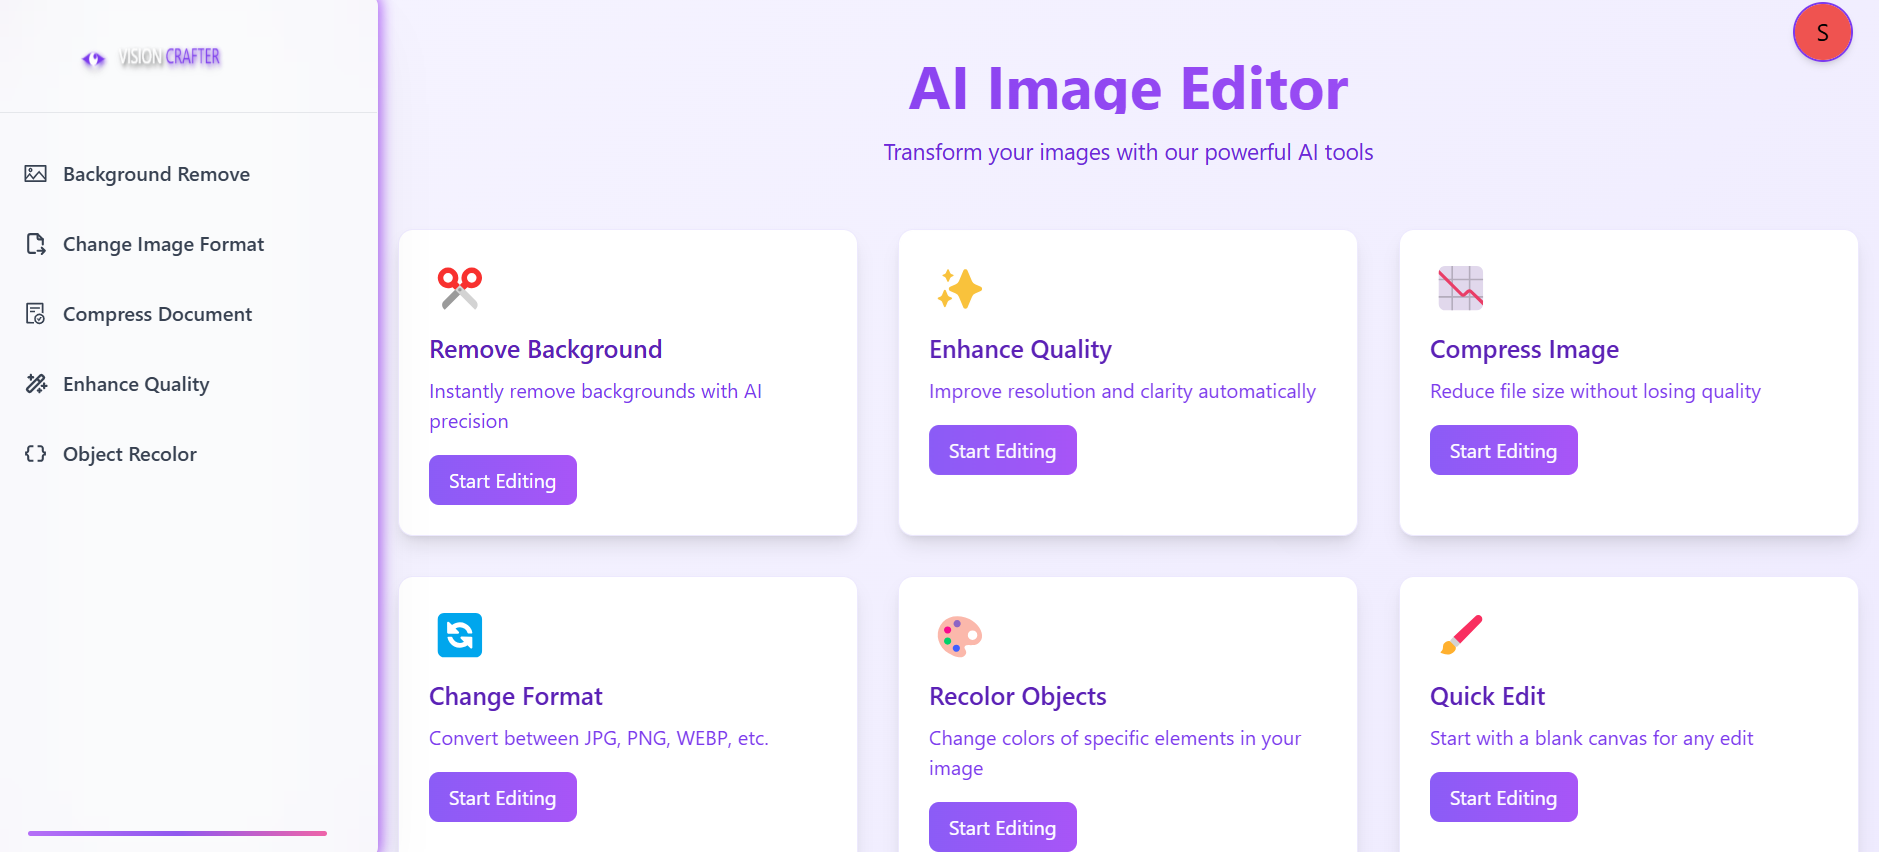 VISION CRAFTER
Background Remove
Change Image Format
Compress Document
Enhance Quality
Object Recolor
S
AI Image Editor
Transform your images with our powerful AI tools
Remove Background
Instantly remove backgrounds with AI
precision
Start Editing
Enhance Quality
Improve resolution and clarity automatically
Start Editing
Compress Image
Reduce file size without losing quality
Start Editing
Change Format
Convert between JPG, PNG, WEBP, etc.
Start Editing
Recolor Objects
Change colors of specific elements in your
image
Start Editing
Quick Edit
Start with a blank canvas for any edit
Start Editing